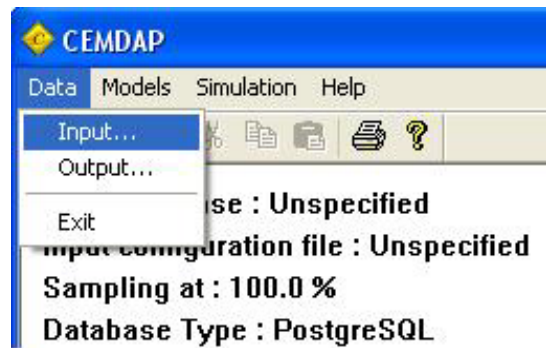 CEMDAP
Data Models Simulation Help
Input...
Output...
Exit
se : Unspecified
configuration file : Unspecified
Sampling at : 100.0 %
Database Type : PostgreSQL